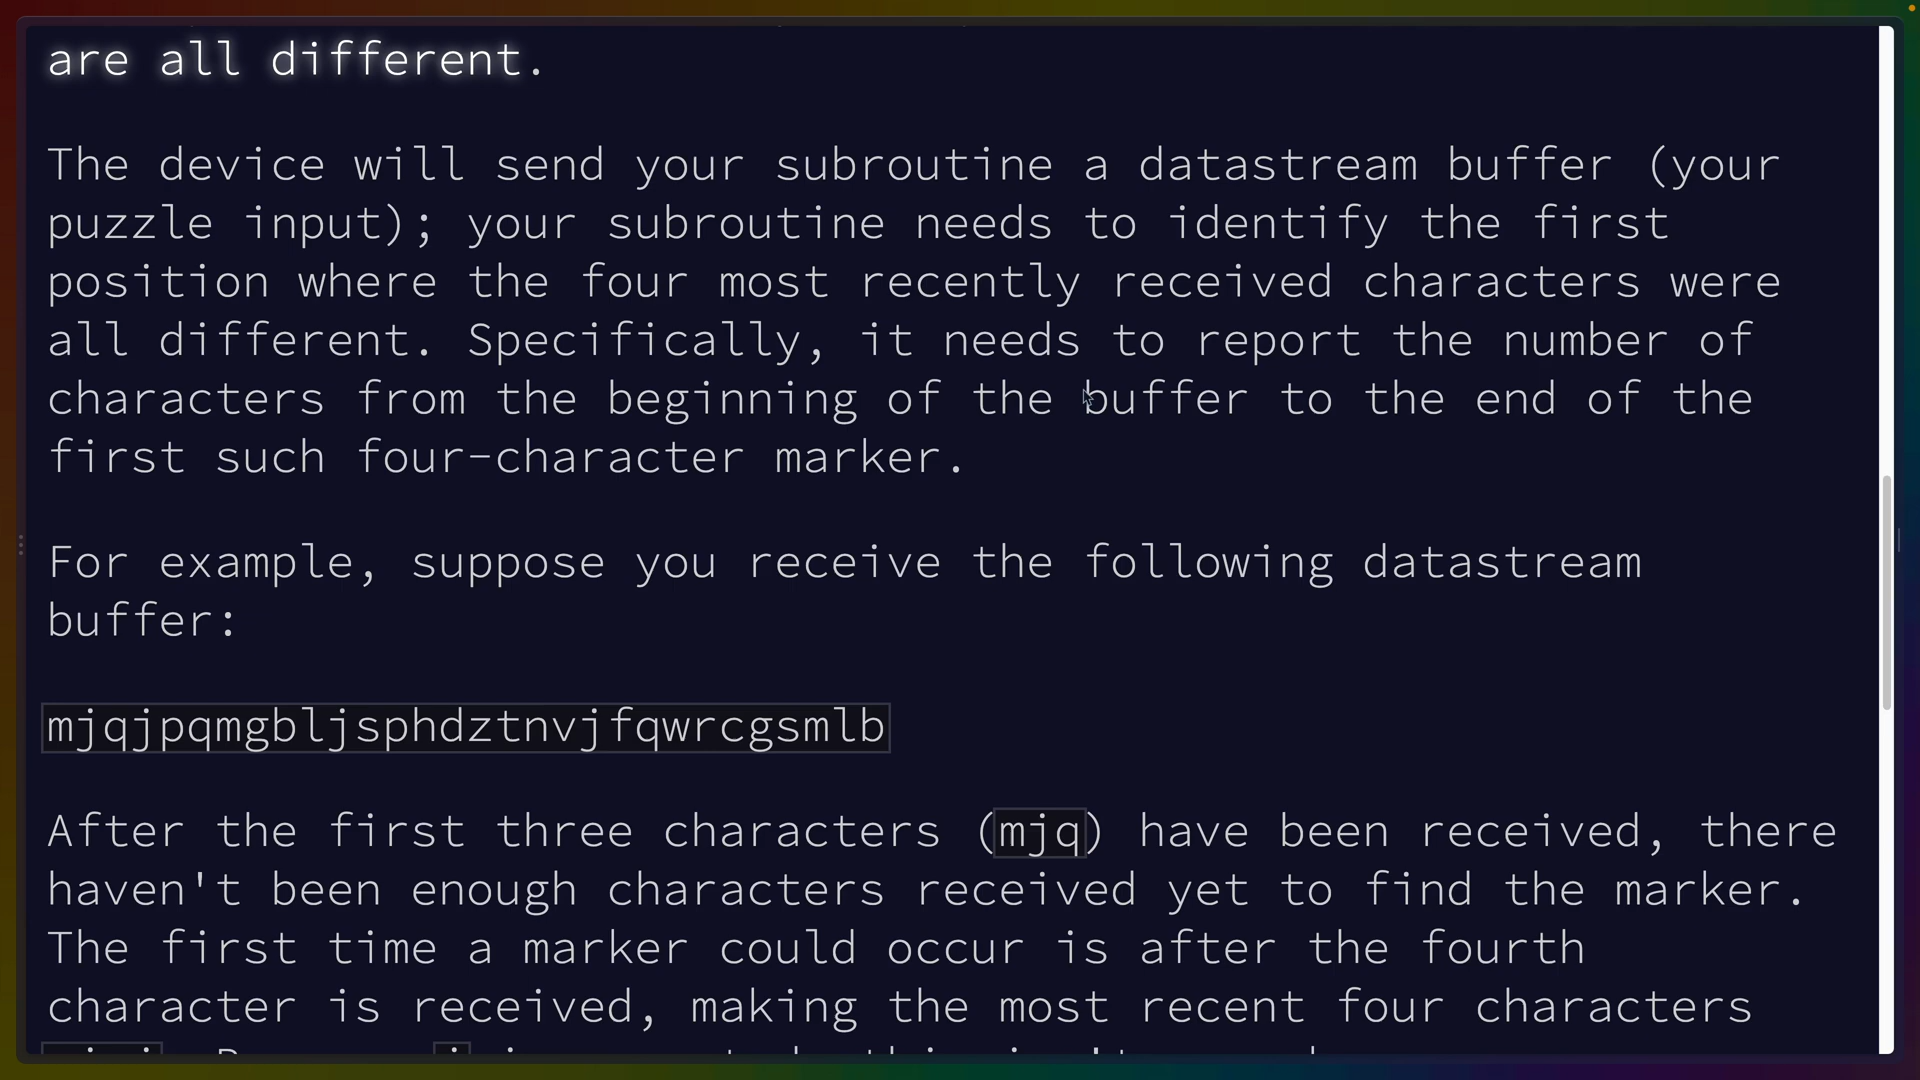 are all different.
The device will send your subroutine a datastream buffer (your
puzzle input); your subroutine needs to identify the first
position where the four most recently received characters were
all different. Specifically, it needs to report the number of
characters from the beginning of the buffer to the end of the
first such four-character marker.
For example, suppose you receive the following datastream
buffer:
mjqjpqmgbljsphdztnvjfqwrcgsmlb
After the first three characters (mjq) have been received, there
haven't been enough characters received yet to find the marker.
The first time a marker could occur is after the fourth
character is received, making the most recent four characters